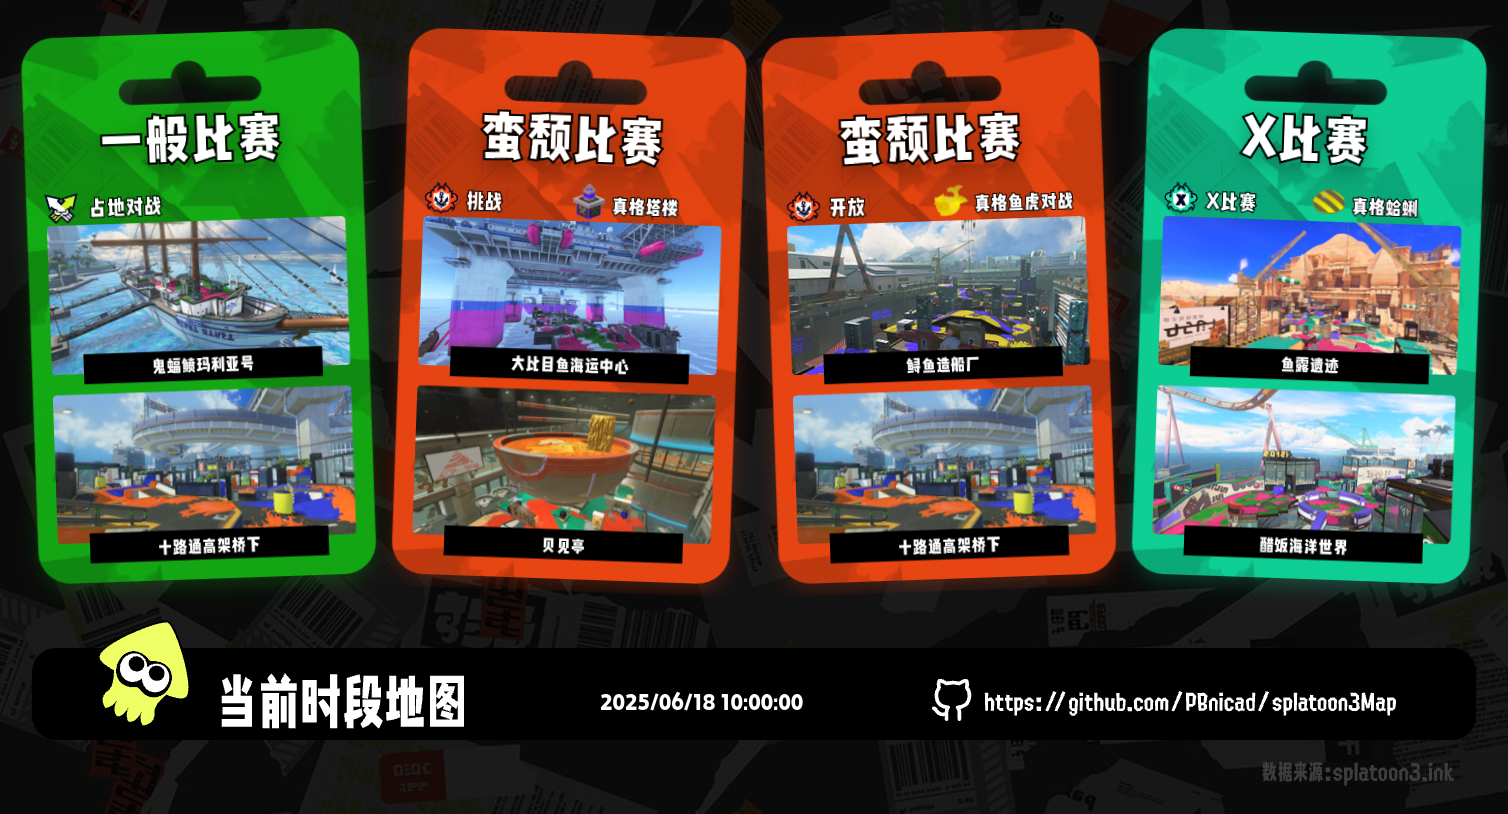 一般比赛
占地对战
鬼蝠鲼玛利亚号
十路通高架桥下
蛮颓比赛
挑战
真格塔楼
大比目鱼海运中心
贝见亭
蛮颓比赛
开放
真格鱼虎对战
鲟鱼造船厂
十路通高架桥下
X比赛
X比赛
真格蛤蜊
鱼露遗迹
醋饭海洋世界
当前时段地图
2025/06/18 10:00:00
https://github.com/PBnicad/splatoon3Map
数据来源:splatoon3.ink